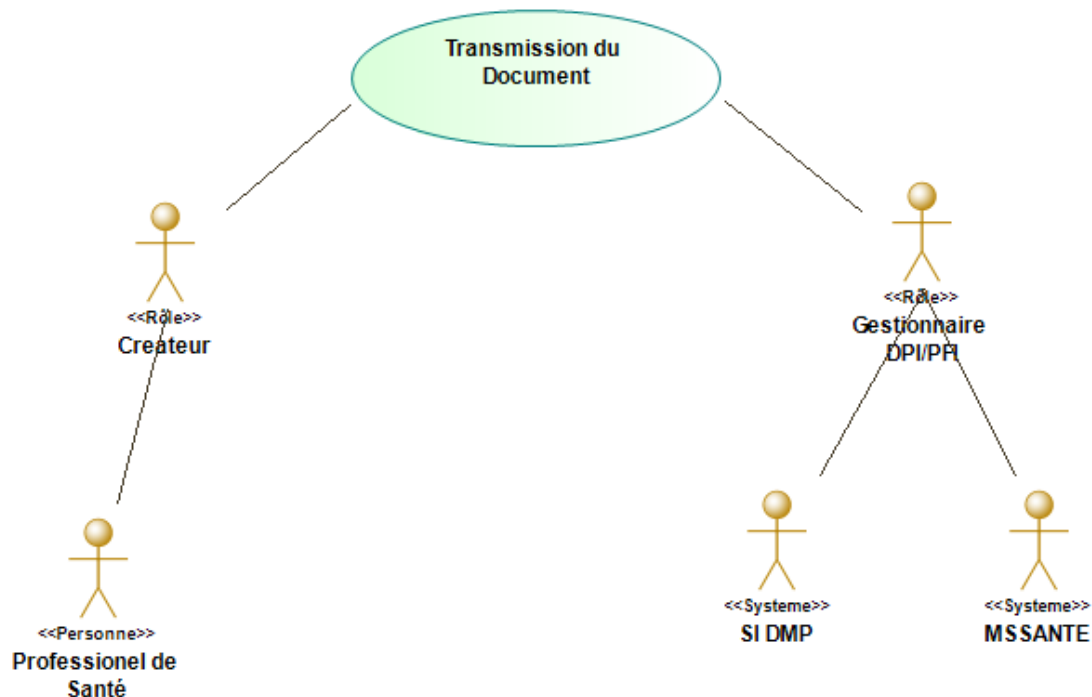 Transmission du
Document
<<Rôle>>
Createur
<<Rôle>>
Gestionnaire
DPI/PFI
<<Personne>>
Professionel de
Santé
<<Systeme>>
SI DMP
<<Systeme>>
MSSANTE